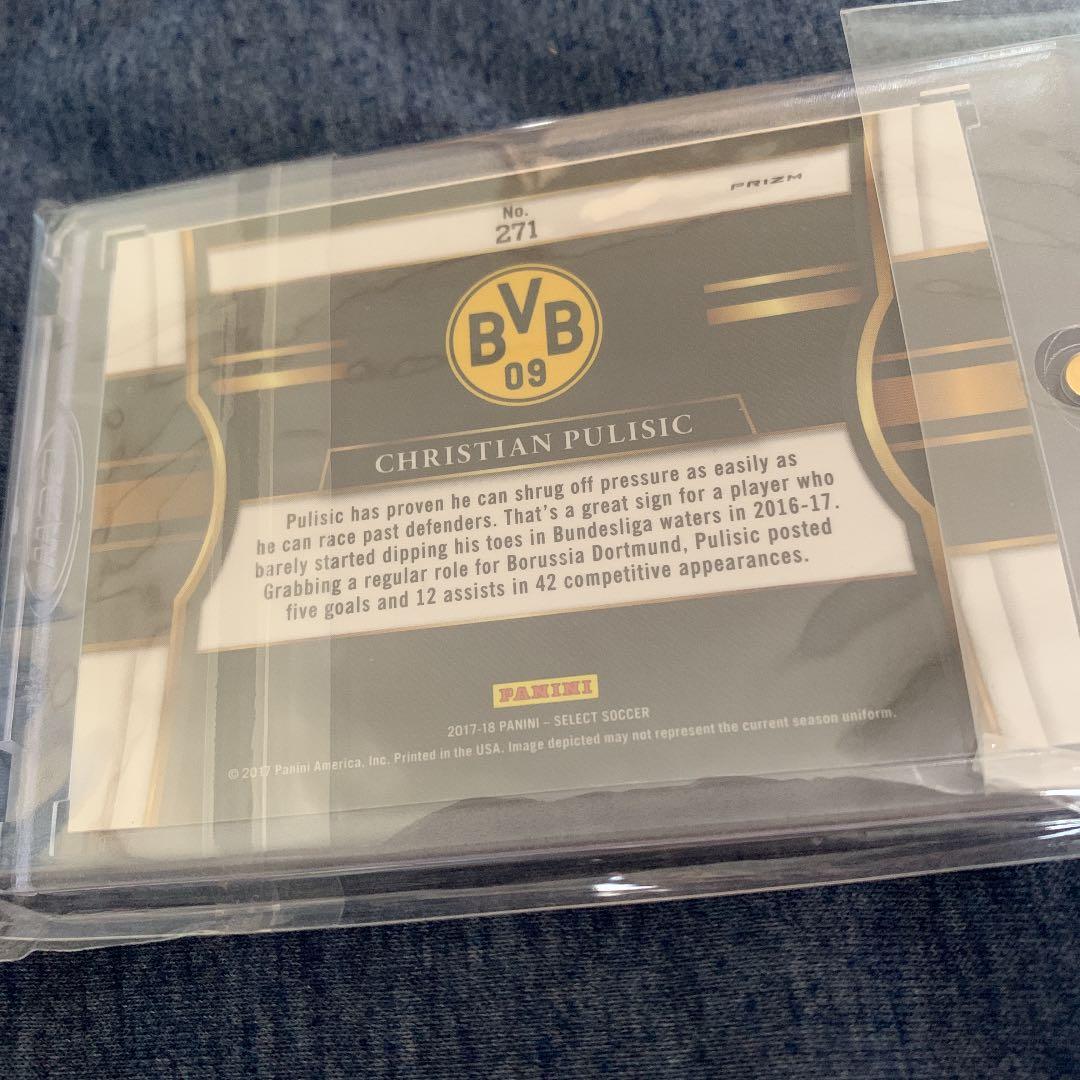 PRIZM
No.
271
BVB
09
CHRISTIAN PULISIC
Pulisic has proven he can shrug off pressure as easily as
he can race past defenders. That's a great sign for a player who
barely started dipping his toes in Bundesliga waters in 2016-17.
Grabbing a regular role for Borussia Dortmund, Pulisic posted
five goals and 12 assists in 42 competitive appearances.
PANINI
2017-18 PANINI – SELECT SOCCER
© 2017 Panini America, Inc. Printed in the USA. Image depicted may not represent the current season uniform.